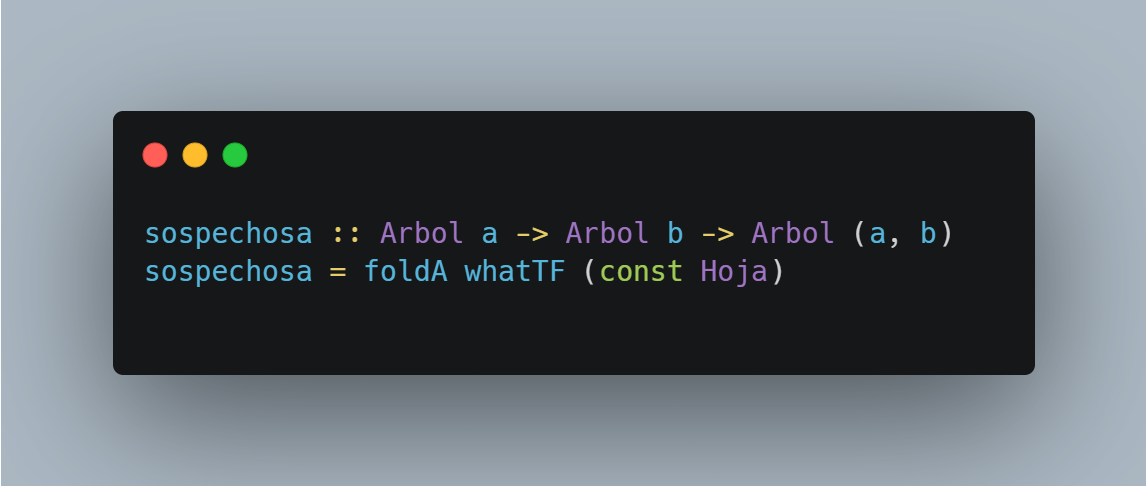 sospechosa :: Arbol a -> Arbol b -> Arbol (a, b)
sospechosa = foldA whatTF (const Hoja)